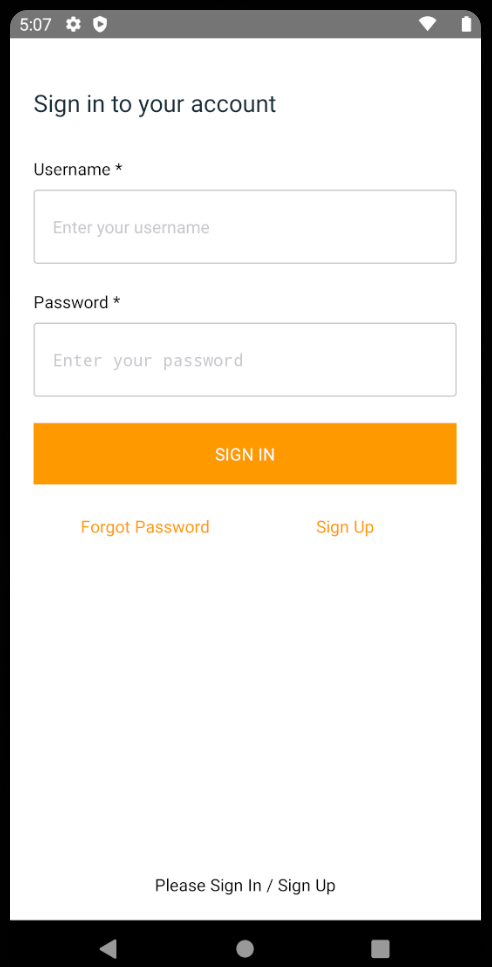 5:07
Sign in to your account
Username *
Enter your username
Password *
Enter your password
SIGN IN
Forgot Password Sign Up
Please Sign In / Sign Up